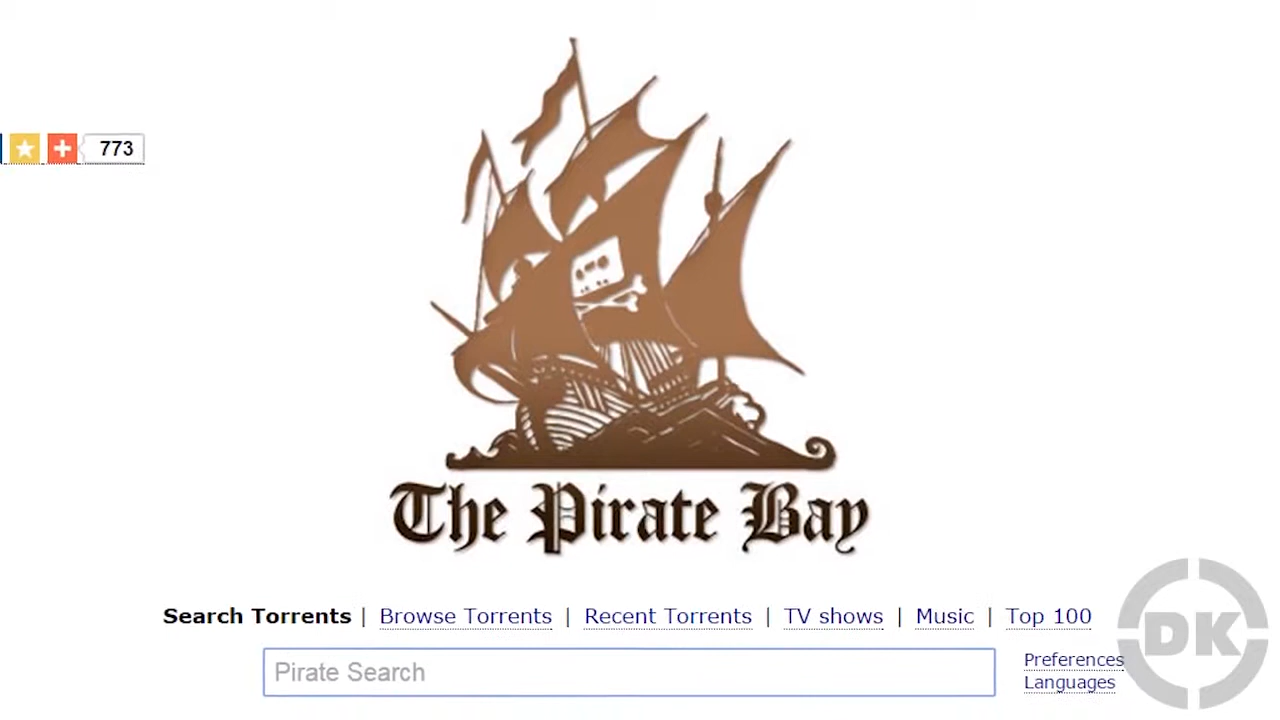 773
The Pirate Bay
Search Torrents | Browse Torrents | Recent Torrents | TV shows | Music | Top 100
Pirate Search
Preferences
Languages
DK